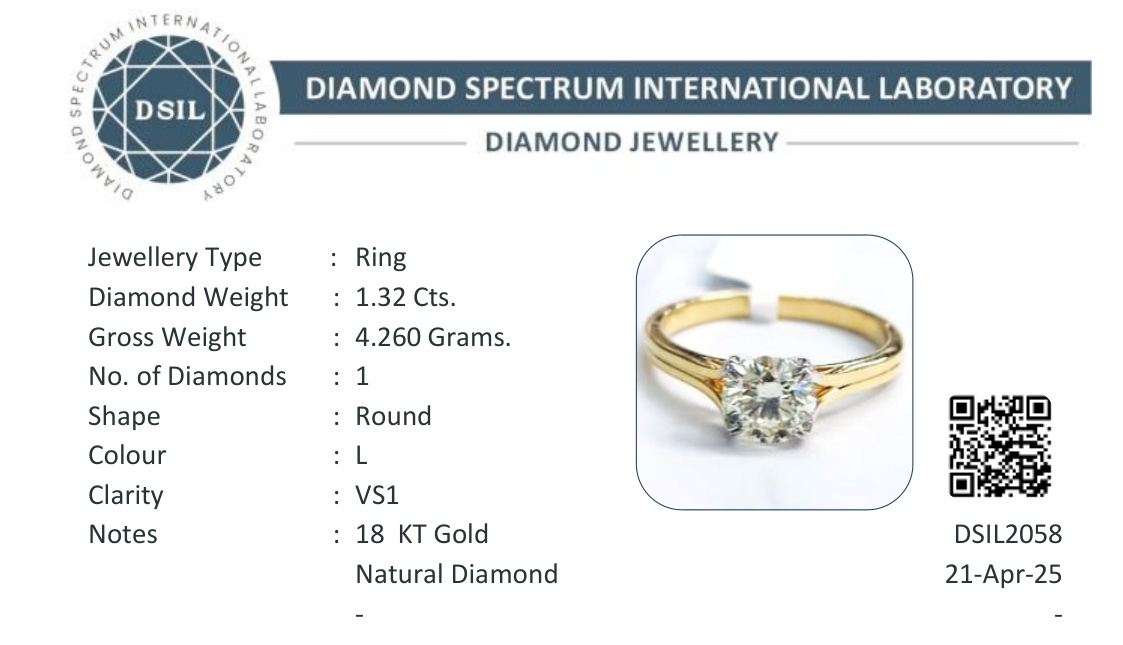 DIAMOND SPECTRUM INTERNATIONAL LABORATORY
DSIL
DIAMOND SPECTRUM INTERNATIONAL LABORATORY
DIAMOND JEWELLERY
Jewellery Type : Ring
Diamond Weight : 1.32 Cts.
Gross Weight : 4.260 Grams.
No. of Diamonds : 1
Shape : Round
Colour : L
Clarity : VS1
Notes : 18 KT Gold
DSIL2058
Natural Diamond
21-Apr-25
- -